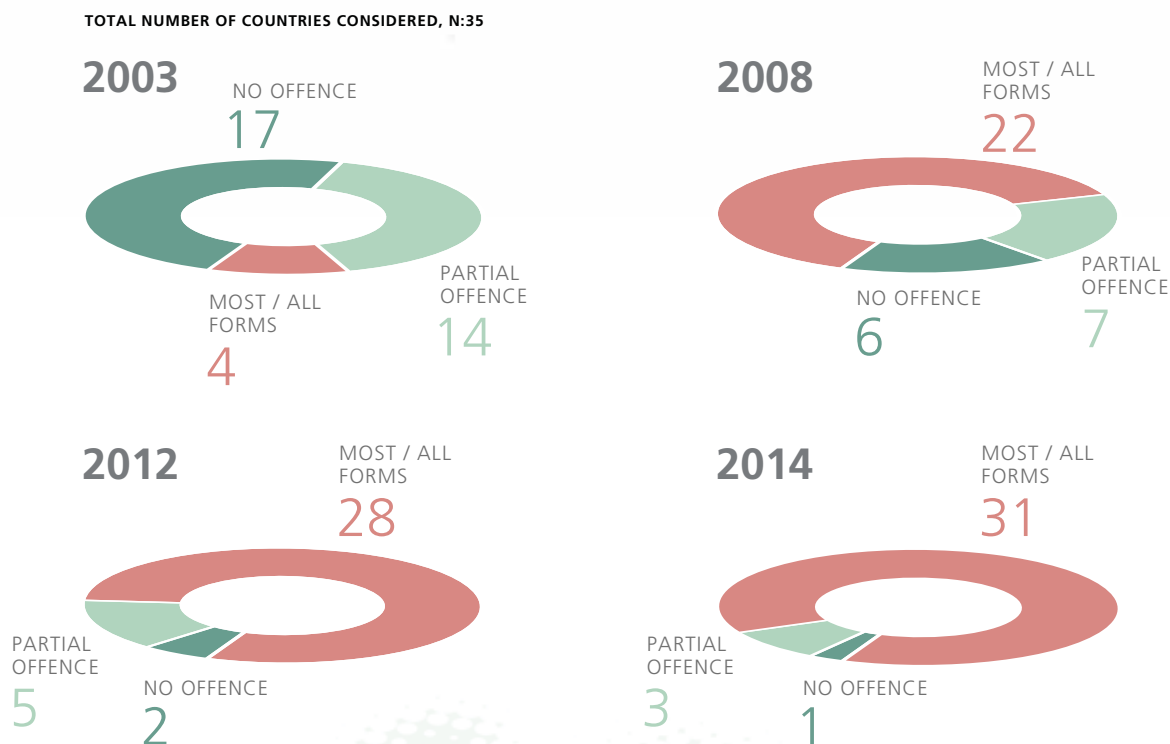 TOTAL NUMBER OF COUNTRIES CONSIDERED, N:35
2003
NO OFFENCE
17
PARTIAL
OFFENCE
14
MOST / ALL
FORMS
4
2008
MOST / ALL
FORMS
22
PARTIAL
OFFENCE
7
NO OFFENCE
6
2012
MOST / ALL
FORMS
28
PARTIAL
OFFENCE
5
NO OFFENCE
2
2014
MOST / ALL
FORMS
31
PARTIAL
OFFENCE
3
NO OFFENCE
1